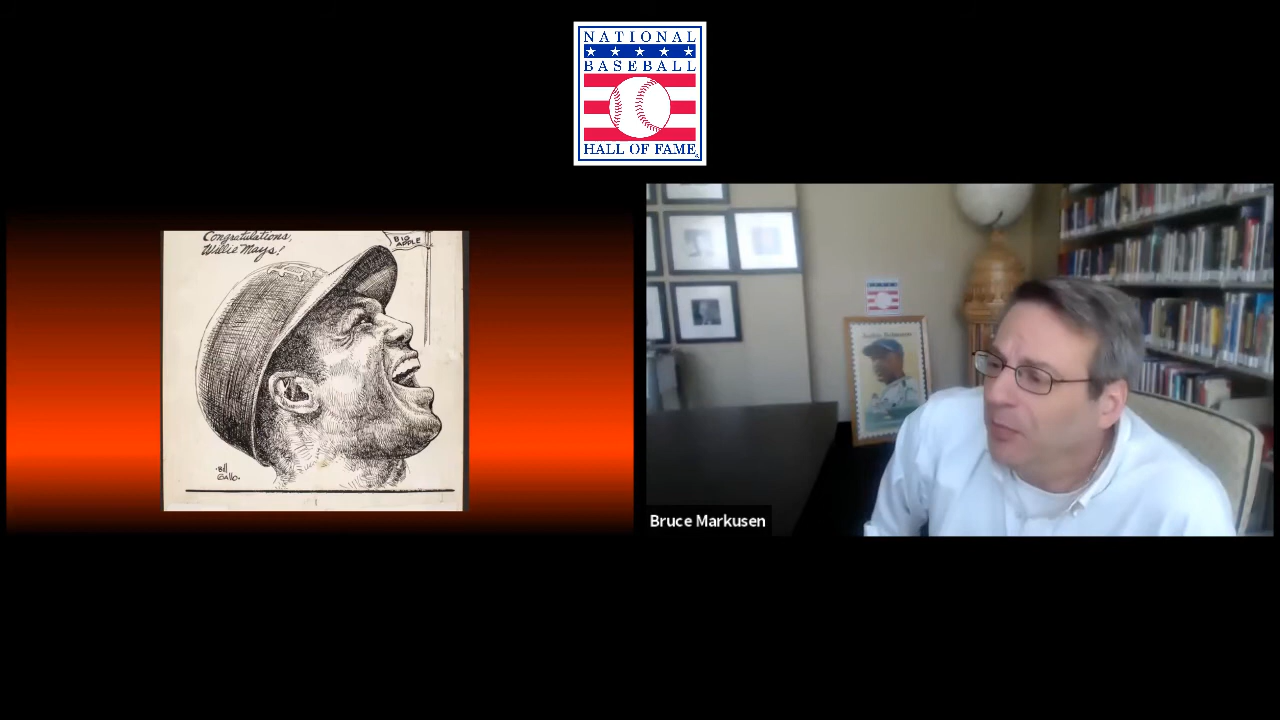 NATIONAL
BASEBALL
HALL OF FAME
Congratulations,
Willie Mays!
BIG
APPLE
Bill
Gallo.
Bruce Markusen